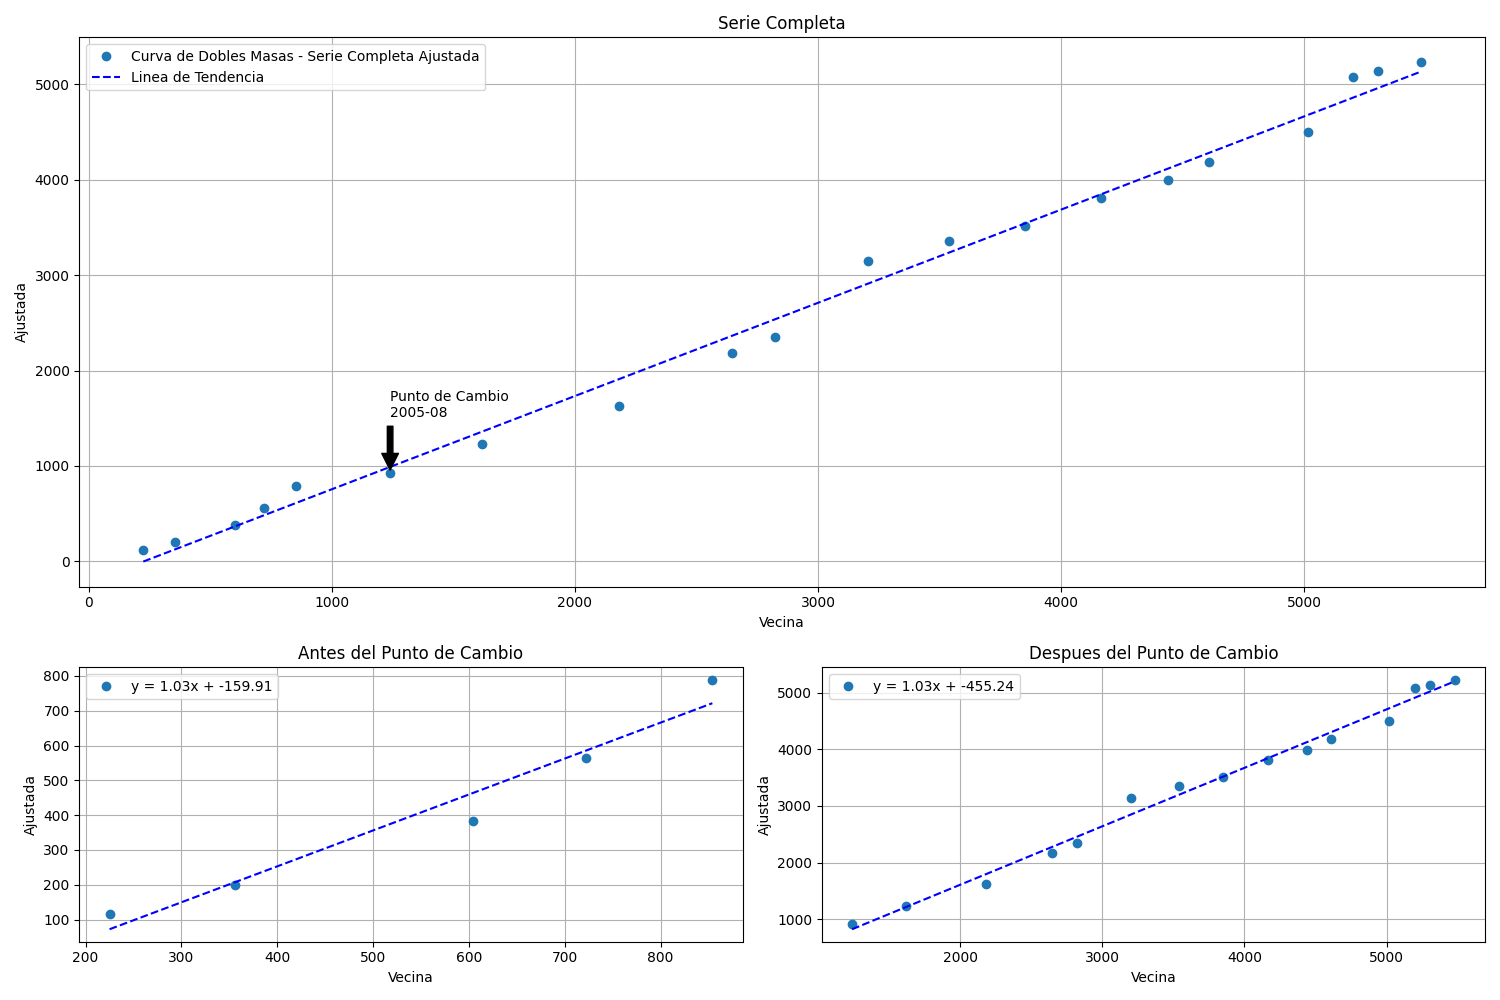 Serie Completa
Curva de Dobles Masas - Serie Completa Ajustada
Linea de Tendencia
5000
4000
3000
2000
1000
0
Ajustada
Punto de Cambio
2005-08
0 1000 2000 3000 4000 5000
Vecina
Antes del Punto de Cambio
y = 1.03x + -159.91
800
700
600
500
400
300
200
100
Ajustada
200 300 400 500 600 700 800
Vecina
Despues del Punto de Cambio
y = 1.03x + -455.24
5000
4000
3000
2000
1000
Ajustada
2000 3000 4000 5000
Vecina